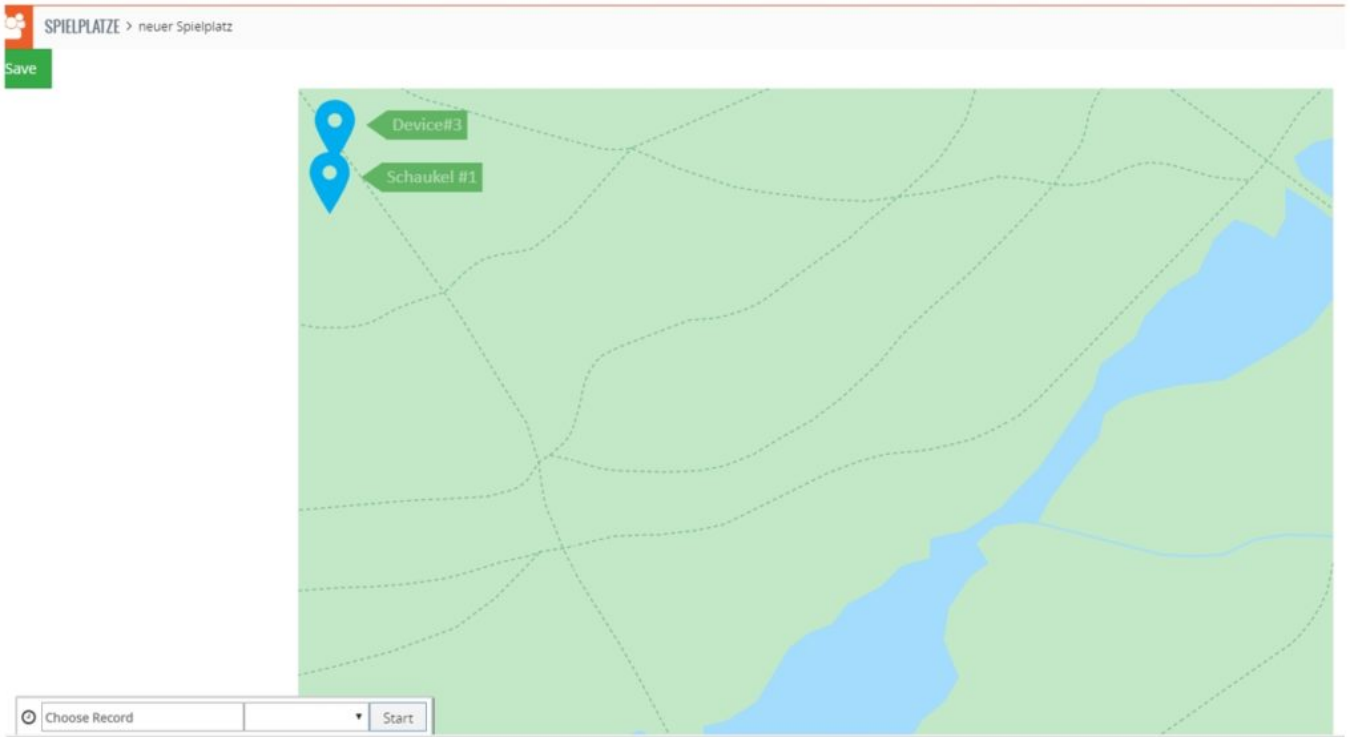 SPIELPLATZE > neuer Spielplatz
Save
Device#3
Schaukel #1
Choose Record
Start